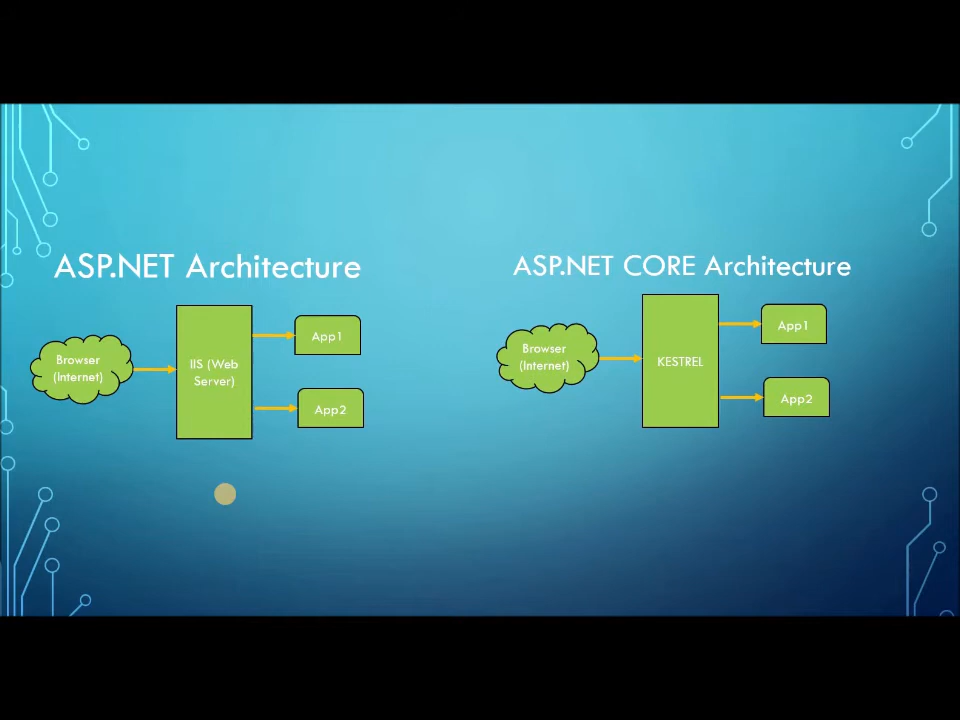 ASP.NET Architecture
Browser
(Internet)
IIS (Web
Server)
App1
App2
ASP.NET CORE Architecture
Browser
(Internet)
KESTREL
App1
App2